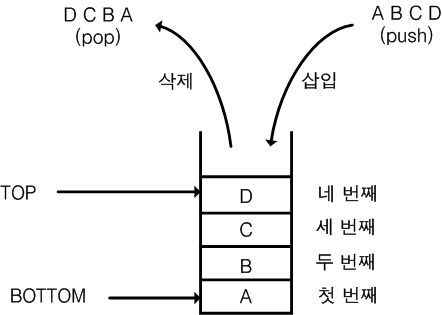 D C B A
(pop)
A B C D
(push)
삭제
삽입
TOP
D
네 번째
C
세 번째
B
두 번째
BOTTOM
A
첫 번째